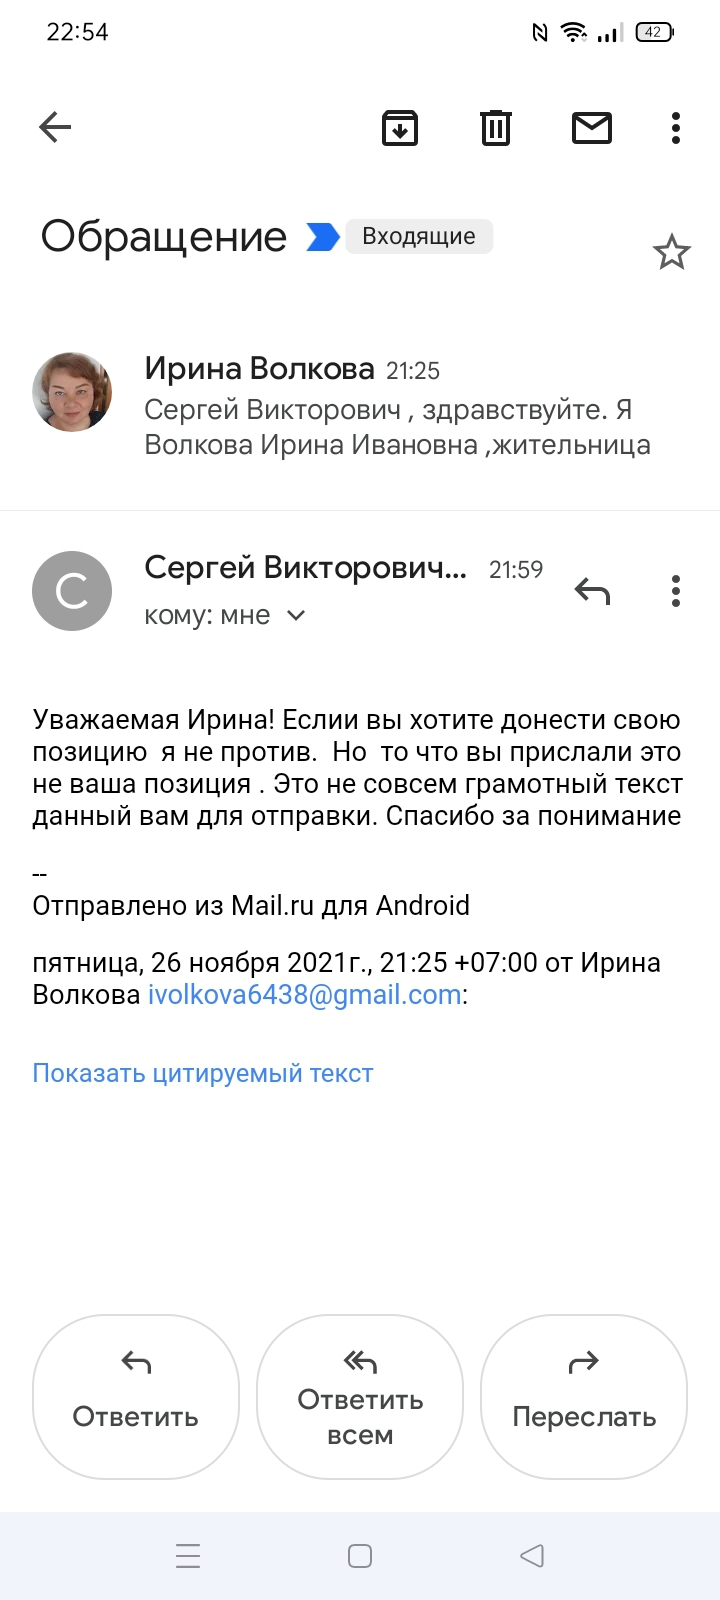 22:54
42
Обращение Входящие
Ирина Волкова 21:25
Сергей Викторович , здравствуйте. Я
Волкова Ирина Ивановна ,жительница
С
Сергей Викторович... 21:59
кому: мне
Уважаемая Ирина! Еслии вы хотите донести свою
позицию  я не против.  Но  то что вы прислали это
не ваша позиция . Это не совсем грамотный текст
данный вам для отправки. Спасибо за понимание
--
Отправлено из Mail.ru для Android
пятница, 26 ноября 2021г., 21:25 +07:00 от Ирина
Волкова ivolkova6438@gmail.com:
Показать цитируемый текст
Ответить
Ответить
всем
Переслать